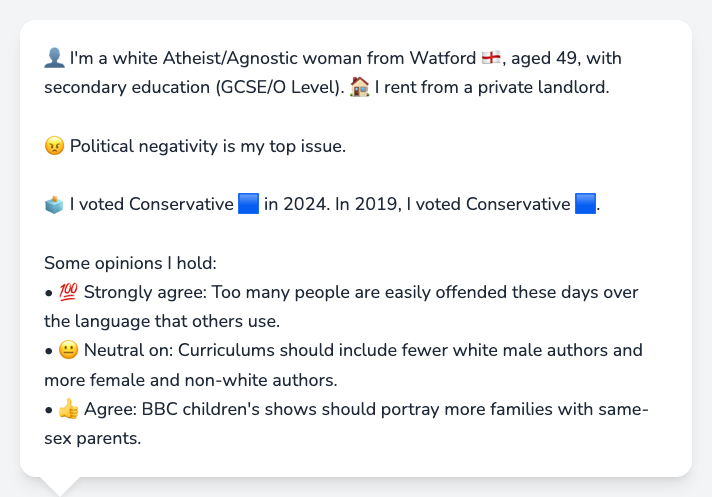 👤 I'm a white Atheist/Agnostic woman from Watford 🏴󠁧󠁢󠁥󠁮󠁧󠁿, aged 49, with
secondary education (GCSE/O Level). 🏠 I rent from a private landlord.
😠 Political negativity is my top issue.
🗳️ I voted Conservative 🟦 in 2024. In 2019, I voted Conservative 🟦.
Some opinions I hold:
• 💯 Strongly agree: Too many people are easily offended these days over
the language that others use.
• 😐 Neutral on: Curriculums should include fewer white male authors and
more female and non-white authors.
• 👍 Agree: BBC children's shows should portray more families with same-
sex parents.